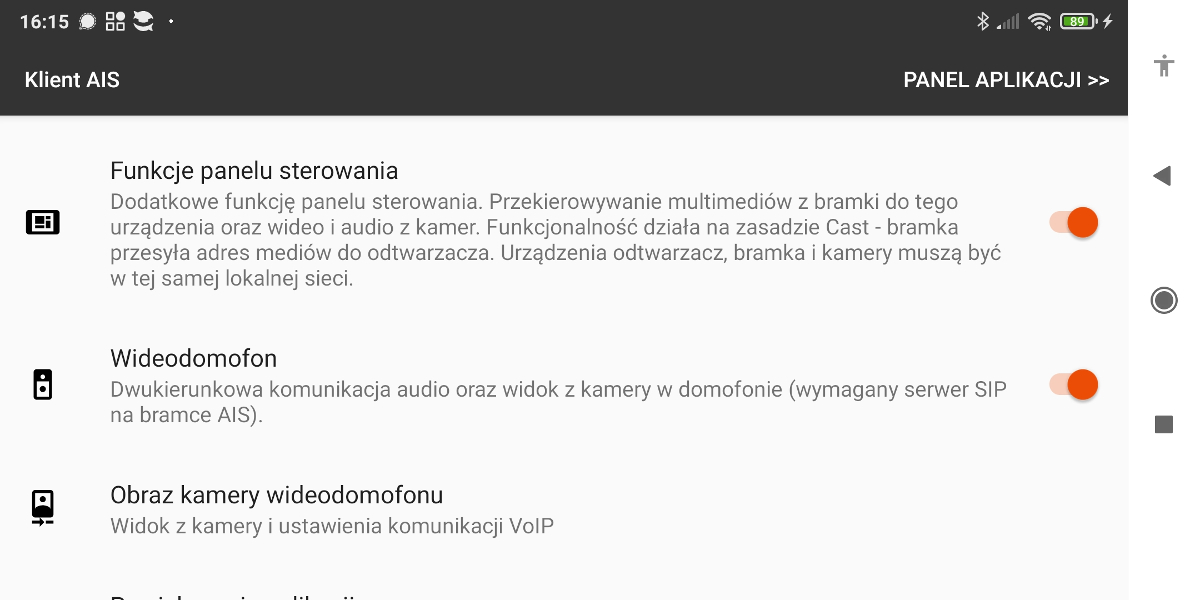 16:15
89
Klient AIS
PANEL APLIKACJI >>
Funkcje panelu sterowania
Dodatkowe funkcję panelu sterowania. Przekierowywanie multimediów z bramki do tego
urządzenia oraz wideo i audio z kamer. Funkcjonalność działa na zasadzie Cast - bramka
przesyła adres mediów do odtwarzacza. Urządzenia odtwarzacz, bramka i kamery muszą być
w tej samej lokalnej sieci.
Wideodomofon
Dwukierunkowa komunikacja audio oraz widok z kamery w domofonie (wymagany serwer SIP
na bramce AIS).
Obraz kamery wideodomofonu
Widok z kamery i ustawienia komunikacji VoIP